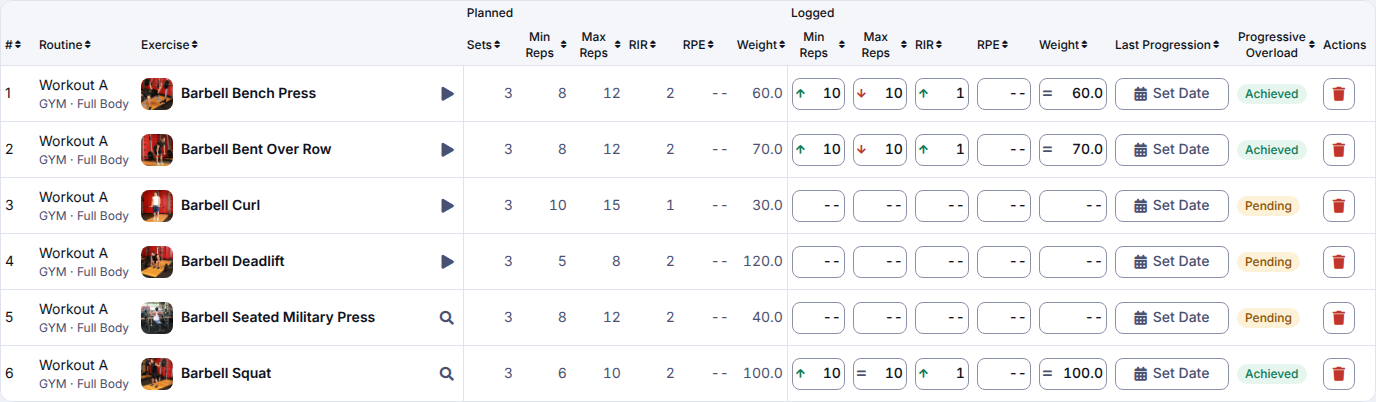 Planned Logged
# Routine Exercise Sets Min Reps Max Reps RIR RPE Weight Min Reps Max Reps RIR RPE Weight Last Progression Progressive Overload Actions
1 Workout A GYM · Full Body Barbell Bench Press 3 8 12 2 -- 60.0 ↑ 10 ↓ 10 ↑ 1 -- = 60.0 Set Date Achieved
2 Workout A GYM · Full Body Barbell Bent Over Row 3 8 12 2 -- 70.0 ↑ 10 ↓ 10 ↑ 1 -- = 70.0 Set Date Achieved
3 Workout A GYM · Full Body Barbell Curl 3 10 15 1 -- 30.0 -- -- -- -- -- Set Date Pending
4 Workout A GYM · Full Body Barbell Deadlift 3 5 8 2 -- 120.0 -- -- -- -- -- Set Date Pending
5 Workout A GYM · Full Body Barbell Seated Military Press 3 8 12 2 -- 40.0 -- -- -- -- -- Set Date Pending
6 Workout A GYM · Full Body Barbell Squat 3 6 10 2 -- 100.0 ↑ 10 = 10 ↑ 1 -- = 100.0 Set Date Achieved